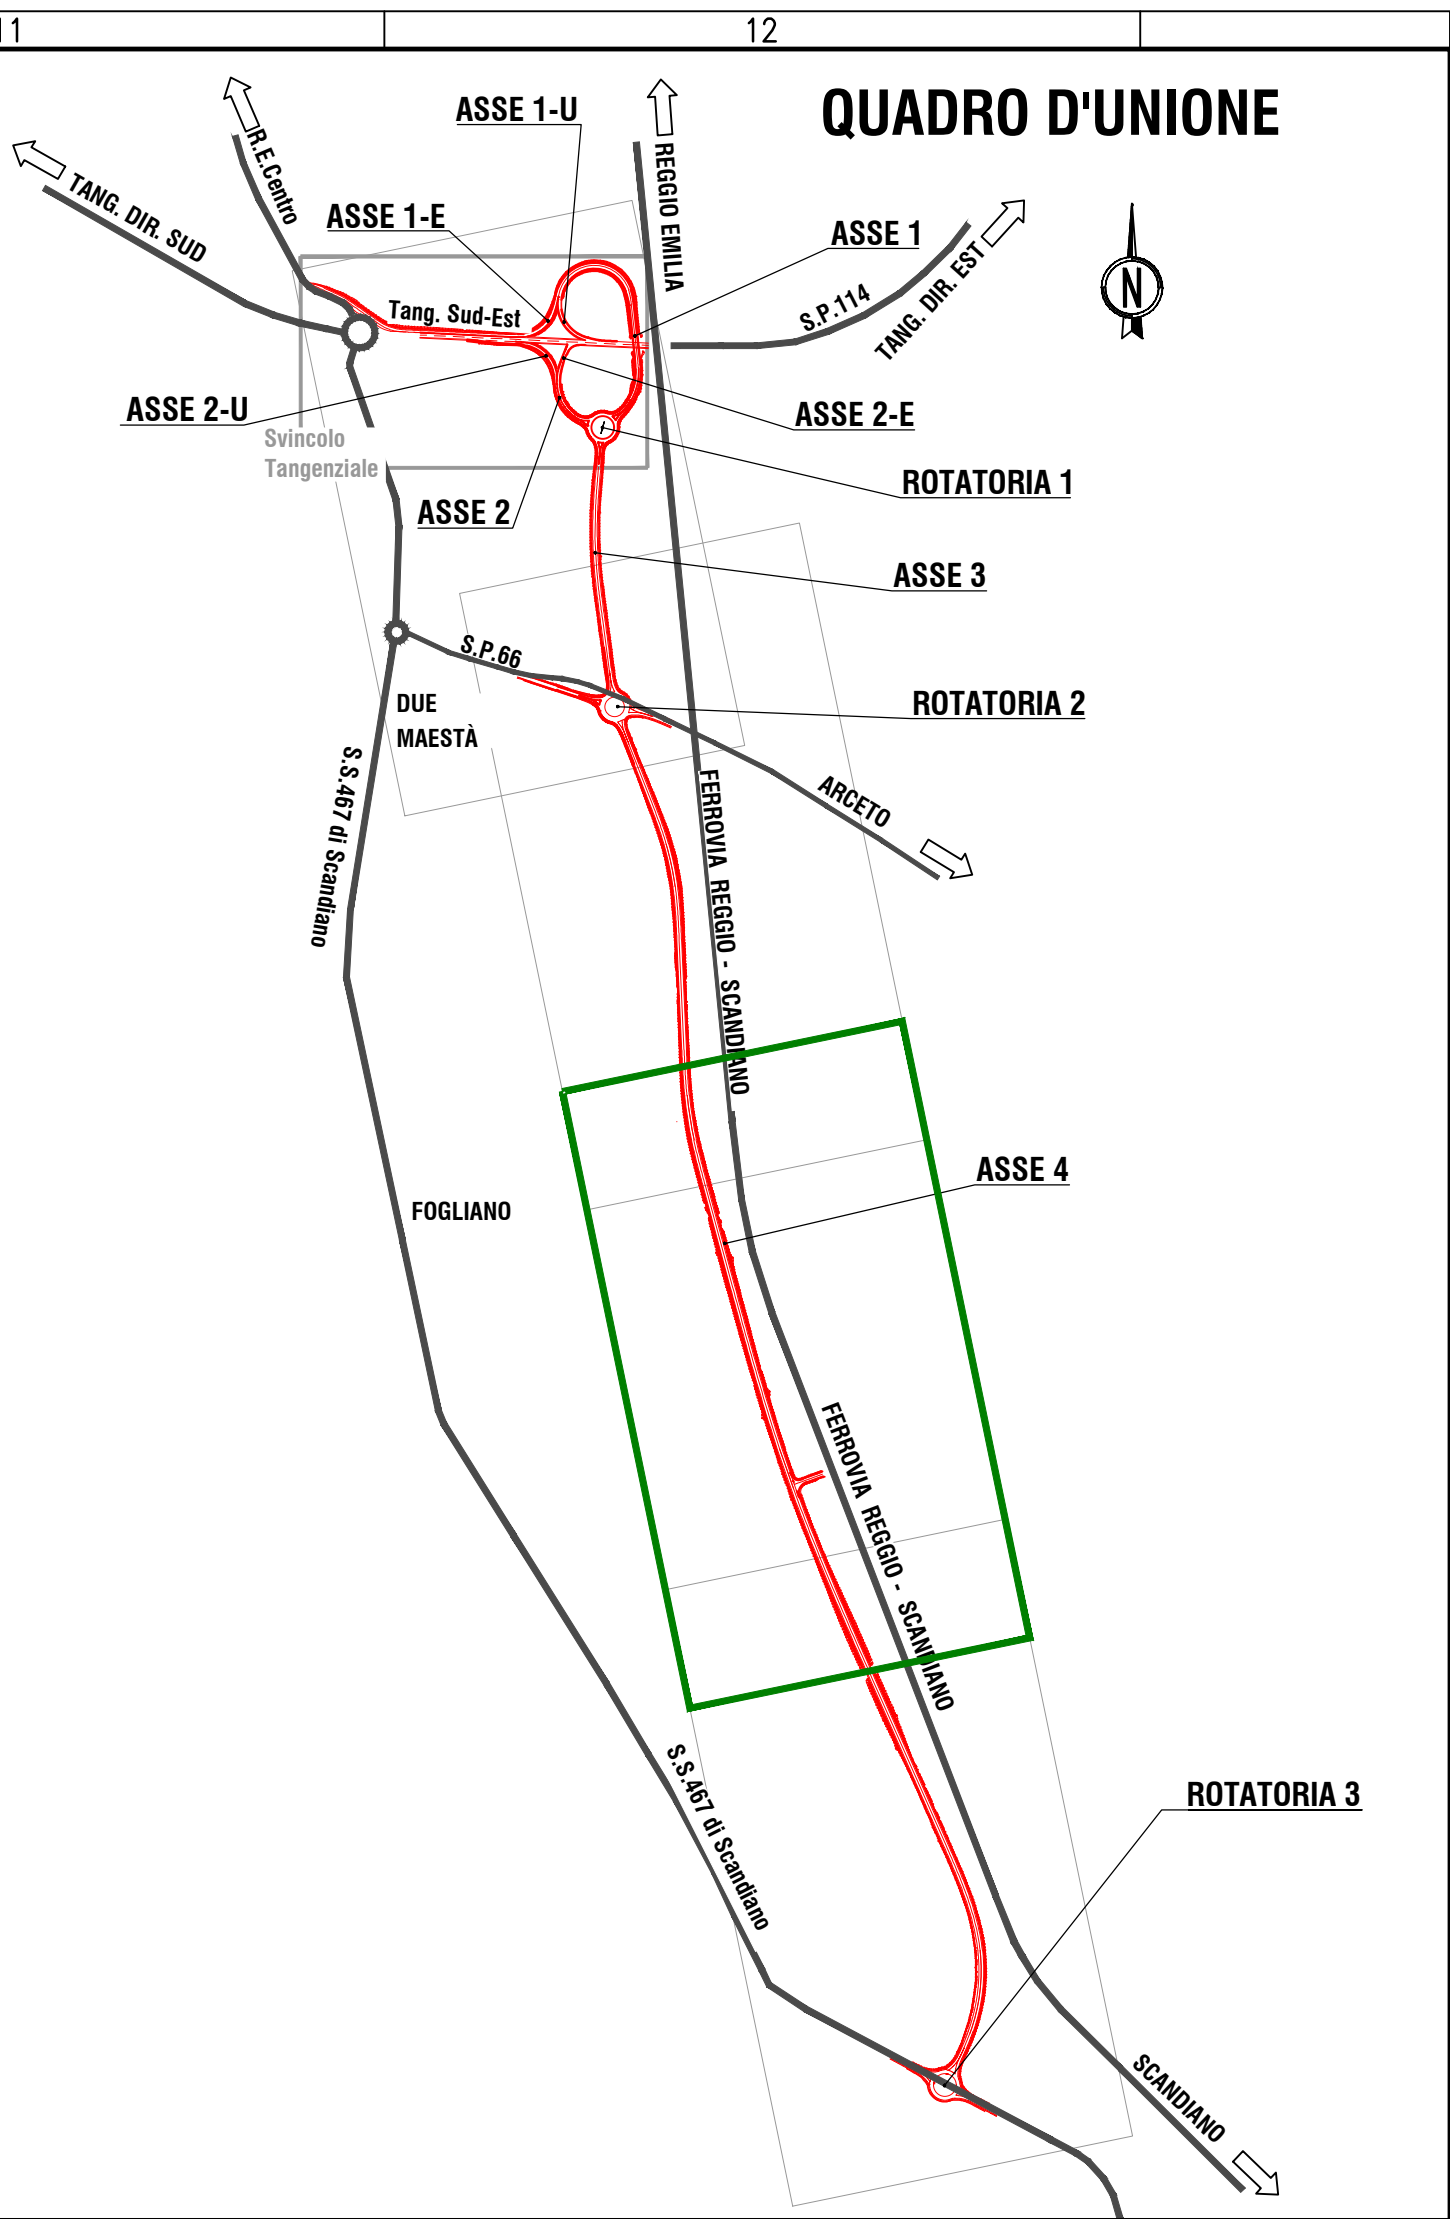 11
12
QUADRO D'UNIONE
ASSE 1-U
R.E.Centro
REGGIO EMILIA
TANG. DIR. SUD
ASSE 1-E
ASSE 1
TANG. DIR. EST
N
S.P.114
Tang. Sud-Est
ASSE 2-U
ASSE 2-E
Svincolo
Tangenziale
ROTATORIA 1
ASSE 2
ASSE 3
S.P.66
DUE
MAESTÀ
ROTATORIA 2
S.S.467 di Scandiano
FERROVIA REGGIO - SCANDIANO
ARCETO
ASSE 4
FOGLIANO
FERROVIA REGGIO - SCANDIANO
S.S.467 di Scandiano
ROTATORIA 3
SCANDIANO